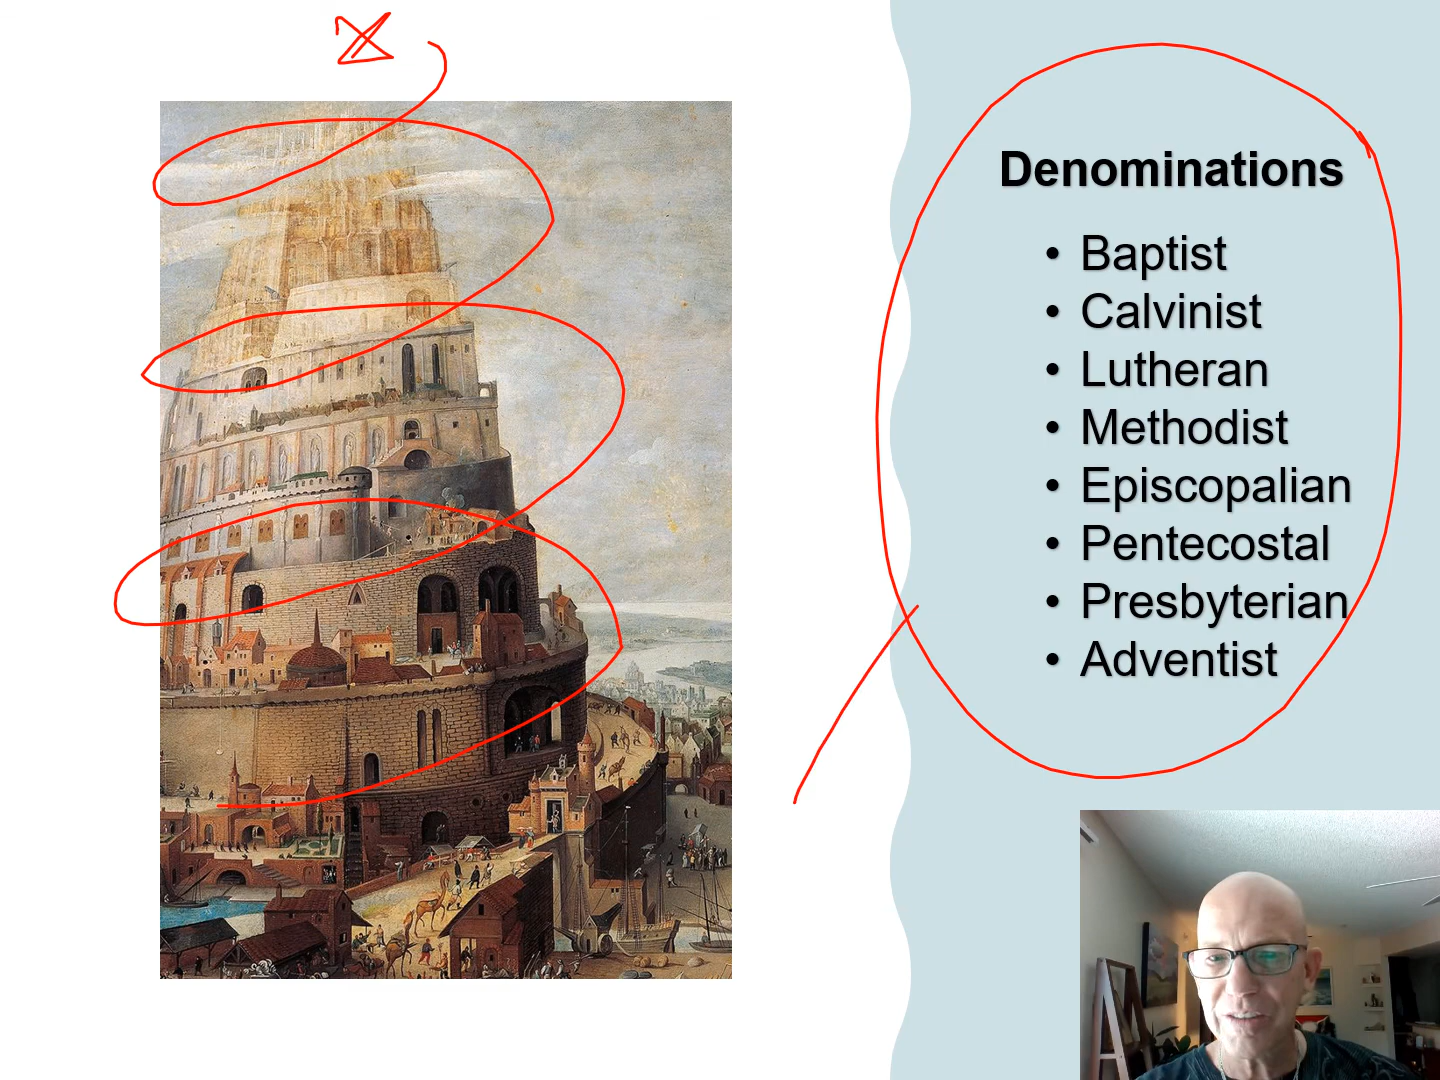 Denominations
• Baptist
• Calvinist
• Lutheran
• Methodist
• Episcopalian
• Pentecostal
• Presbyterian
• Adventist